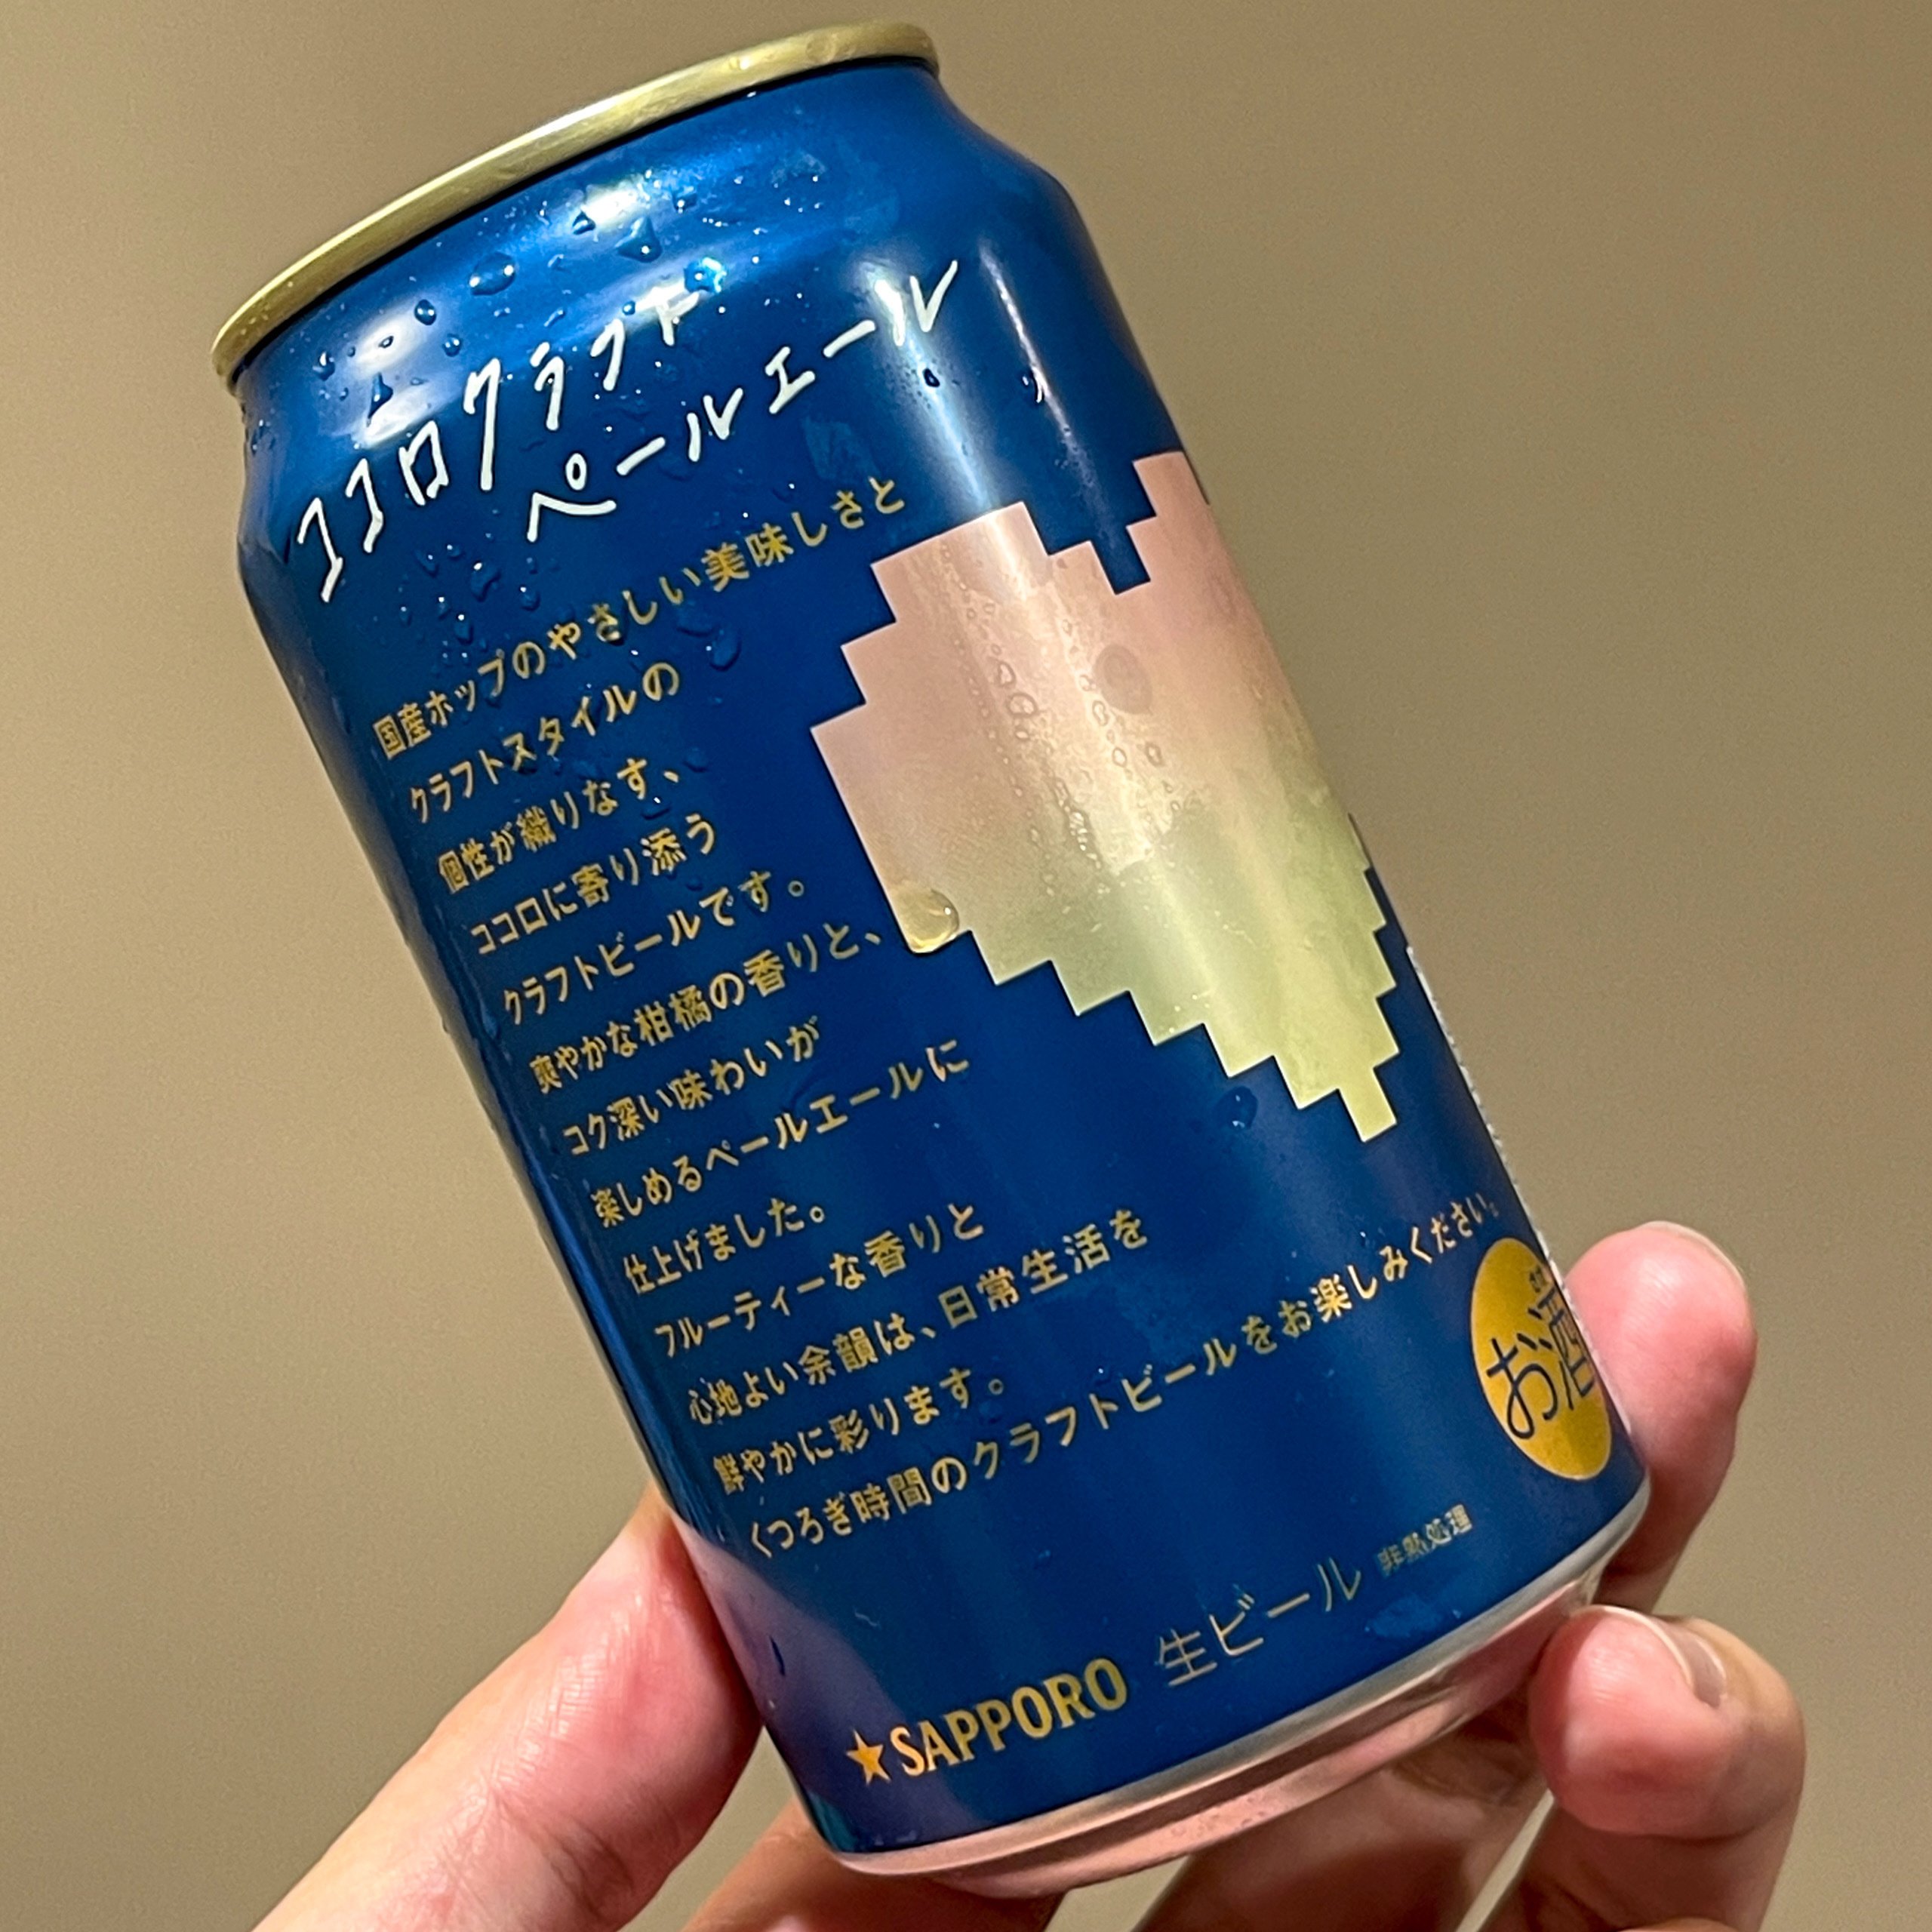 ココロクラフト
ペールエール
国産ホップのやさしい美味しさと
クラフトスタイルの
個性が織りなす、
ココロに寄り添う
クラフトビールです。
爽やかな柑橘の香りと、
コク深い味わいが
楽しめるペールエールに
仕上げました。
フルーティーな香りと
心地よい余韻は、日常生活を
鮮やかに彩ります。
くつろぎ時間のクラフトビールをお楽しみください。
お酒
★SAPPORO 生ビール 非熱処理